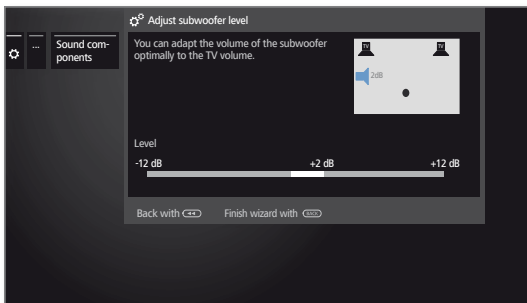 Adjust subwoofer level
...
Sound com-
ponents
You can adapt the volume of the subwoofer
optimally to the TV volume.
TV
TV
2dB
Level
-12 dB
+2 dB
+12 dB
Back with
Finish wizard with BACK